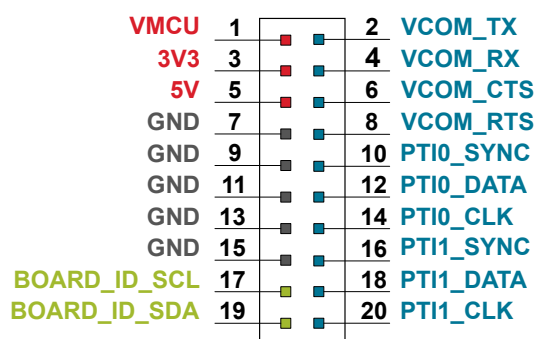 VMCU 1 2 VCOM_TX
3V3 3 4 VCOM_RX
5V 5 6 VCOM_CTS
GND 7 8 VCOM_RTS
GND 9 10 PTI0_SYNC
GND 11 12 PTI0_DATA
GND 13 14 PTI0_CLK
GND 15 16 PTI1_SYNC
BOARD_ID_SCL 17 18 PTI1_DATA
BOARD_ID_SDA 19 20 PTI1_CLK